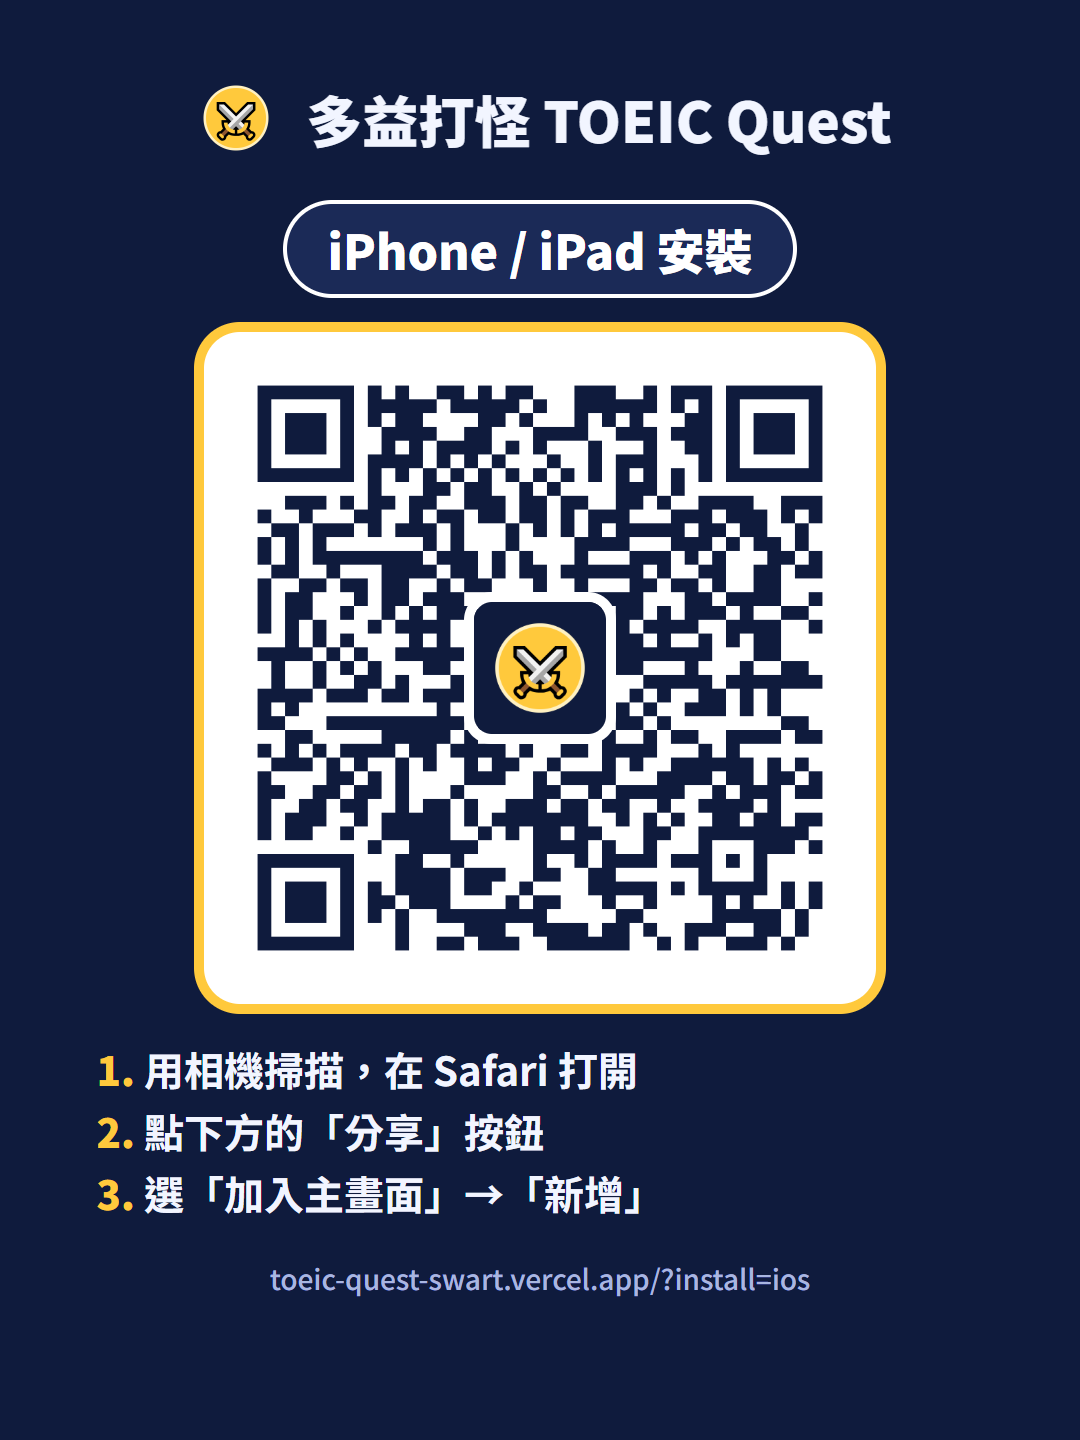 多益打怪 TOEIC Quest
iPhone / iPad 安裝
1. 用相機掃描，在 Safari 打開
2. 點下方的「分享」按鈕
3. 選「加入主畫面」→「新增」
toeic-quest-swart.vercel.app/?install=ios